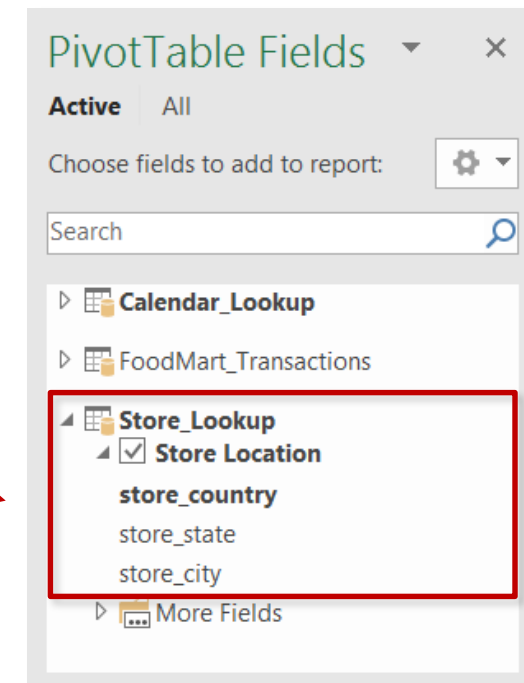 PivotTable Fields
Active All
Choose fields to add to report:
Search
Calendar_Lookup
FoodMart_Transactions
Store_Lookup
Store Location
store_country
store_state
store_city
More Fields